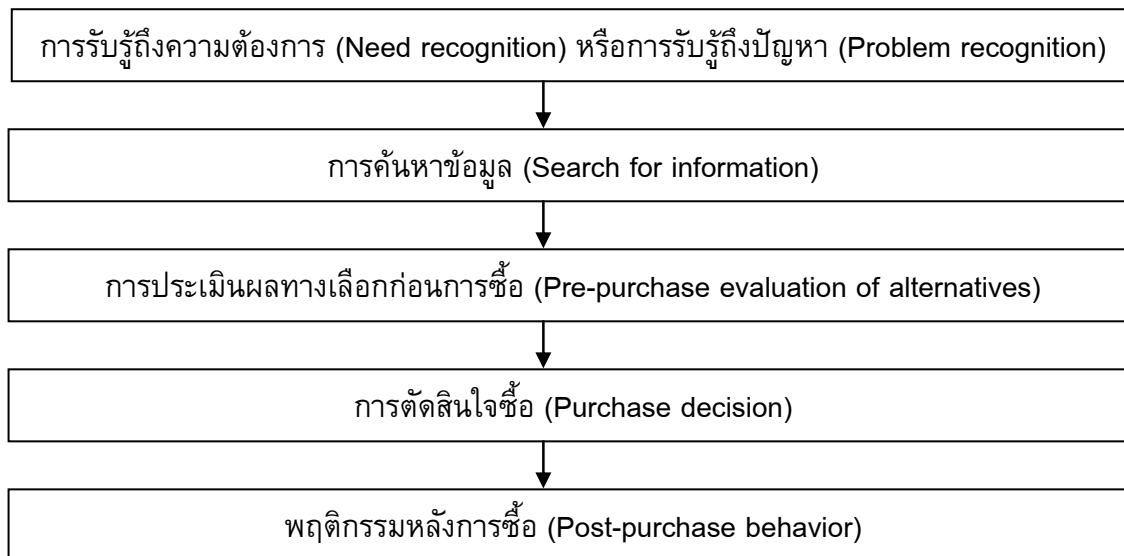 การรับรู้ถึงความต้องการ (Need recognition) หรือการรับรู้ถึงปัญหา (Problem recognition)
การค้นหาข้อมูล (Search for information)
การประเมินผลทางเลือกก่อนการซื้อ (Pre-purchase evaluation of alternatives)
การตัดสินใจซื้อ (Purchase decision)
พฤติกรรมหลังการซื้อ (Post-purchase behavior)